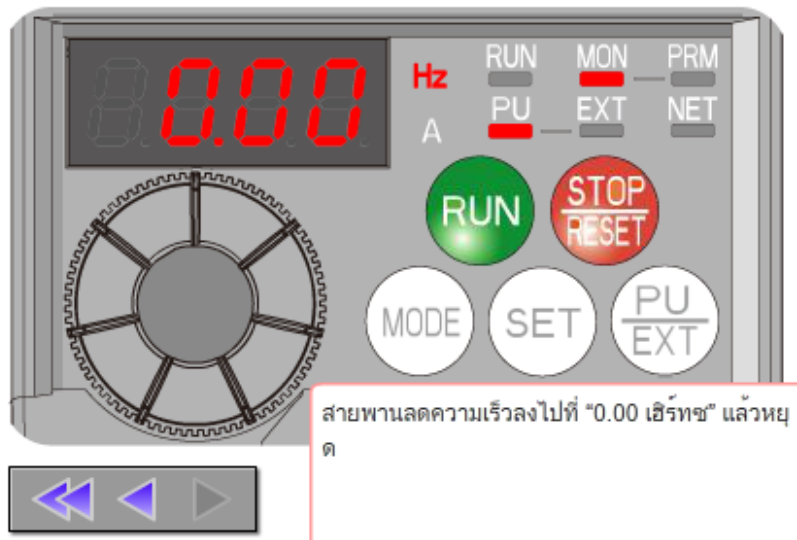 0.00
Hz
A
RUN MON PRM
PU EXT NET
RUN
STOP
RESET
MODE
SET
PU
EXT
สายพานลดความเร็วลงไปที่ “0.00 เฮิร์ทซ” แล้วหยุ
ด